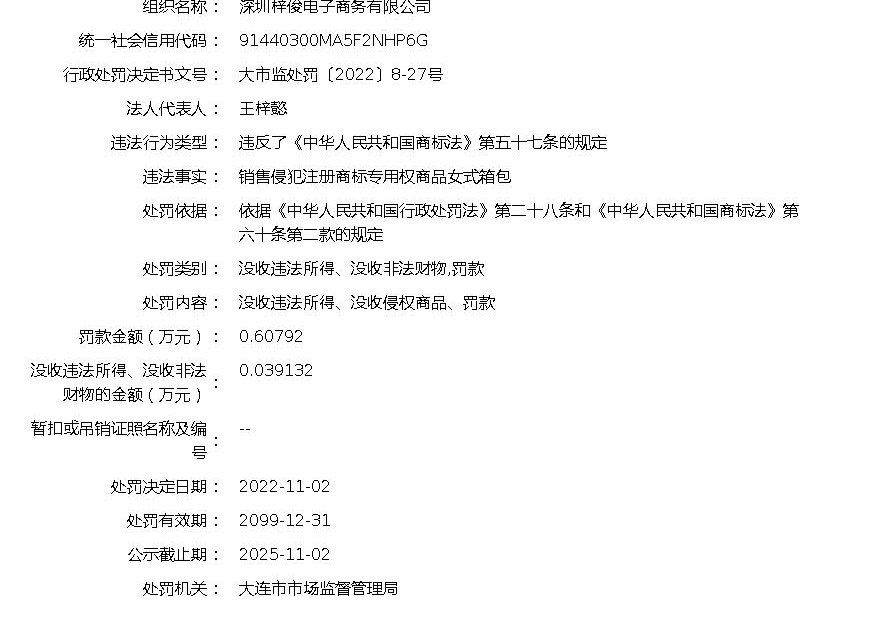 组织名称： 深圳梓俊电子商务有限公司
统一社会信用代码： 91440300MA5F2NHP6G
行政处罚决定书文号： 大市监处罚〔2022〕8-27号
法人代表人： 王梓懿
违法行为类型： 违反了《中华人民共和国商标法》第五十七条的规定
违法事实： 销售侵犯注册商标专用权商品女式箱包
处罚依据： 依据《中华人民共和国行政处罚法》第二十八条和《中华人民共和国商标法》第
六十条第二款的规定
处罚类别： 没收违法所得、没收非法财物,罚款
处罚内容： 没收违法所得、没收侵权商品、罚款
罚款金额（万元）： 0.60792
没收违法所得、没收非法
财物的金额（万元）： 0.039132
暂扣或吊销证照名称及编
号： --
处罚决定日期： 2022-11-02
处罚有效期： 2099-12-31
公示截止期： 2025-11-02
处罚机关： 大连市市场监督管理局